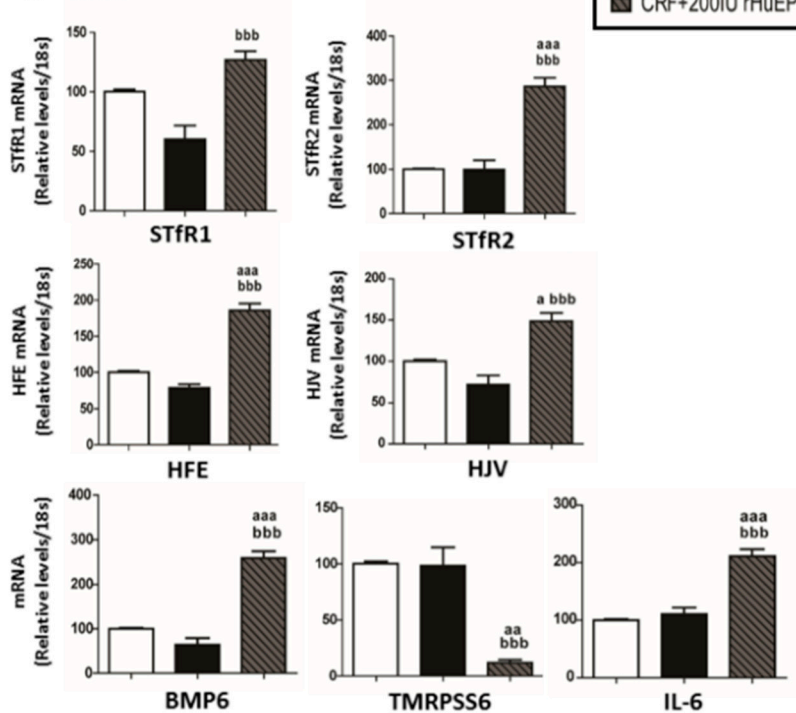 CRF+200IU rHuEP
STfR1 mRNA
(Relative levels/18s)
150
100
50
0
bbb
STfR1
STfR2 mRNA
(Relative levels/18s)
400
300
200
100
0
aaa
bbb
STfR2
HFE mRNA
(Relative levels/18s)
250
200
150
100
50
0
aaa
bbb
HFE
HJV mRNA
(Relative levels/18s)
200
150
100
50
0
a bbb
HJV
mRNA
(Relative levels/18s)
400
300
200
100
0
aaa
bbb
BMP6
150
100
50
0
aa
bbb
TMRPSS6
300
200
100
0
aaa
bbb
IL-6